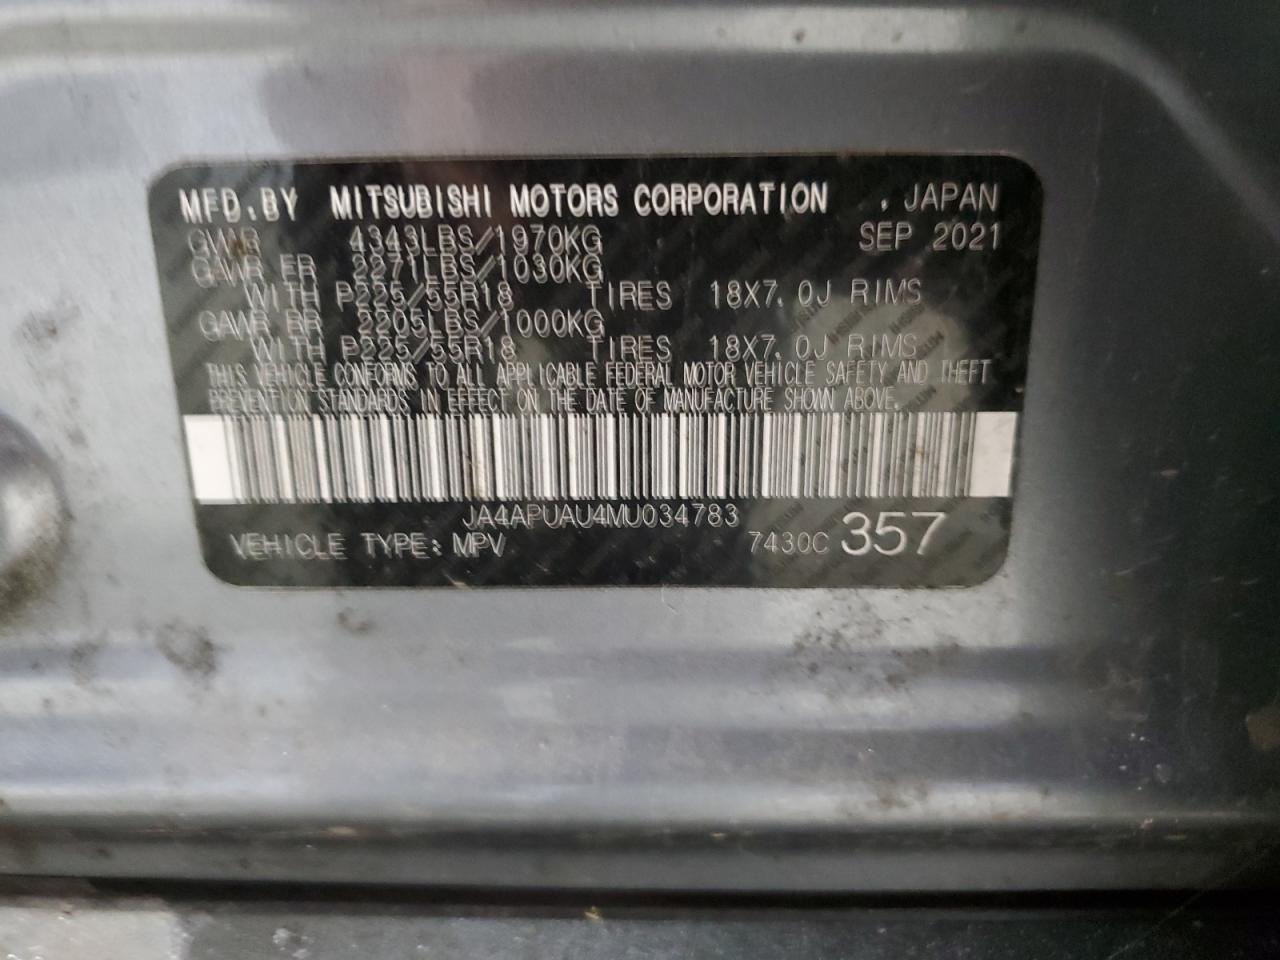 MFD. BY MITSUBISHI MOTORS CORPORATION , JAPAN
GVWR 4343LBS/1970KG SEP 2021
GAWR FR 2271LBS/1030KG
WITH P225/55R18 TIRES 18X7.0J RIMS
GAWR RR 2205LBS/1000KG
WITH P225/55R18 TIRES 18X7.0J RIMS
THIS VEHICLE CONFORMS TO ALL APPLICABLE FEDERAL MOTOR VEHICLE SAFETY AND THEFT
PREVENTION STANDARDS IN EFFECT ON THE DATE OF MANUFACTURE SHOWN ABOVE.
JA4APUAU4MU034783
VEHICLE TYPE: MPV 7430C 357